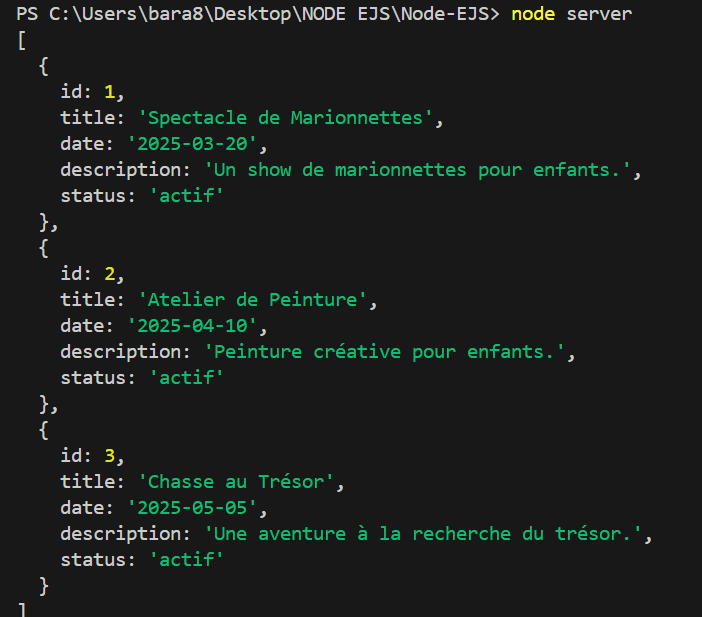 PS C:\Users\bara8\Desktop\NODE EJS\Node-EJS> node server
[
  {
    id: 1,
    title: 'Spectacle de Marionnettes',
    date: '2025-03-20',
    description: 'Un show de marionnettes pour enfants.',
    status: 'actif'
  },
  {
    id: 2,
    title: 'Atelier de Peinture',
    date: '2025-04-10',
    description: 'Peinture créative pour enfants.',
    status: 'actif'
  },
  {
    id: 3,
    title: 'Chasse au Trésor',
    date: '2025-05-05',
    description: 'Une aventure à la recherche du trésor.',
    status: 'actif'
  }
]